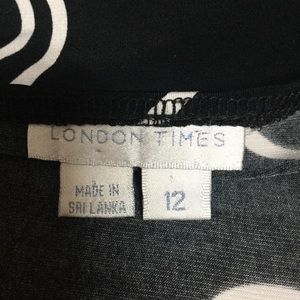 LONDON TIMES
MADE IN
SRI LANKA
12